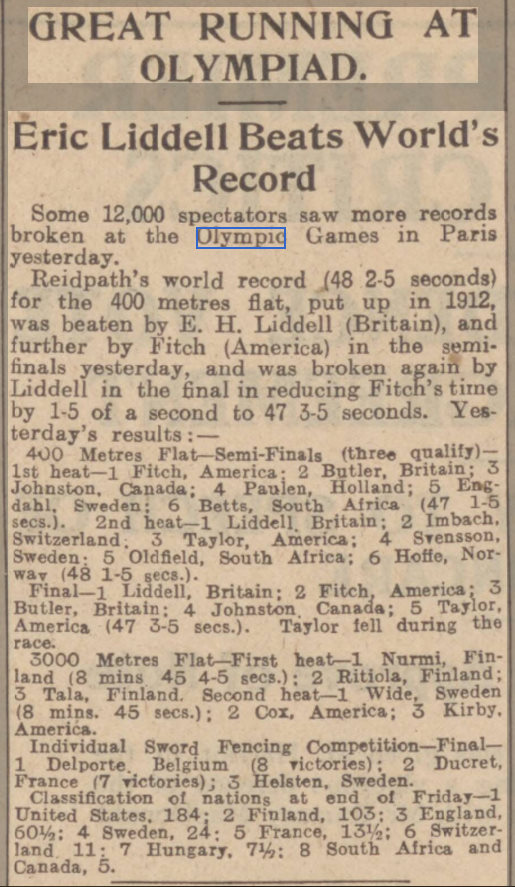 GREAT RUNNING AT
OLYMPIAD.
Eric Liddell Beats World's
Record
Some 12,000 spectators saw more records
broken at the Olympic Games in Paris
yesterday.
Reidpath's world record (48 2-5 seconds)
for the 400 metres flat, put up in 1912,
was beaten by E. H. Liddell (Britain), and
further by Fitch (America) in the semi-
finals yesterday, and was broken again by
Liddell in the final in reducing Fitch's time
by 1-5 of a second to 47 3-5 seconds. Yes-
terday's results:—
400 Metres Flat—Semi-Finals (three qualify)—
1st heat—1 Fitch, America; 2 Butler, Britain; 3
Johnston, Canada; 4 Paulen, Holland; 5 Eng-
dahl, Sweden; 6 Betts, South Africa (47 1-5
secs.). 2nd heat—1 Liddell, Britain; 2 Imbach,
Switzerland; 3 Taylor, America; 4 Svensson,
Sweden; 5 Oldfield, South Africa; 6 Hoffe, Nor-
way (48 1-5 secs.).
Final—1 Liddell, Britain; 2 Fitch, America; 3
Butler, Britain; 4 Johnston, Canada; 5 Taylor,
America (47 3-5 secs.). Taylor fell during the
race.
3000 Metres Flat—First heat—1 Nurmi, Fin-
land (8 mins 45 4-5 secs.); 2 Ritiola, Finland;
3 Tala, Finland. Second heat—1 Wide, Sweden
(8 mins. 45 secs.); 2 Cox, America; 3 Kirby,
America.
Individual Sword Fencing Competition—Final—
1 Delporte, Belgium (8 victories); 2 Ducret,
France (7 victories); 3 Helsten, Sweden.
Classification of nations at end of Friday—1
United States, 184; 2 Finland, 103; 3 England,
60½; 4 Sweden, 24; 5 France, 13½; 6 Switzer-
land, 11; 7 Hungary, 7½; 8 South Africa and
Canada, 5.